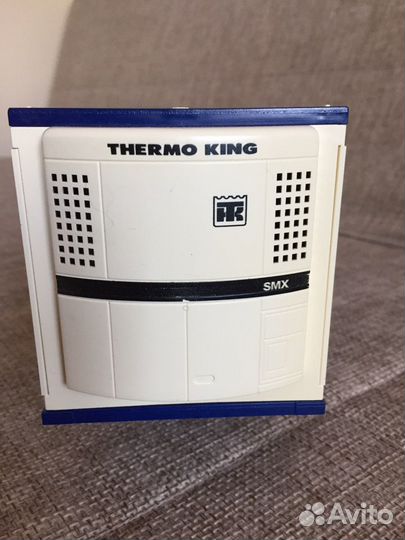 THERMO KING
TK
SMX
Avito